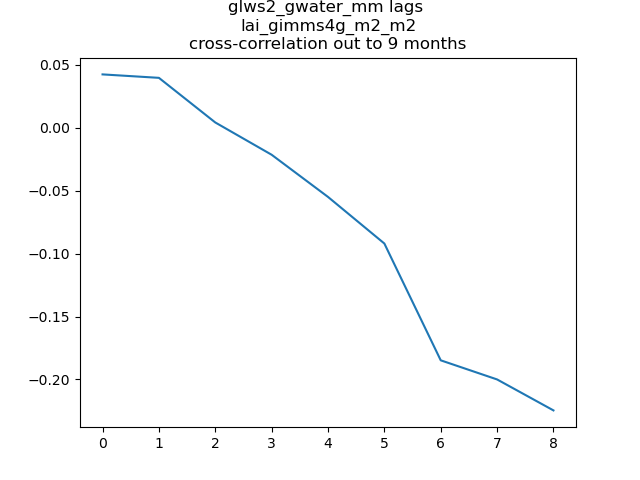 glws2_gwater_mm lags
lai_gimms4g_m2_m2
cross-correlation out to 9 months
0.05
0.00
−0.05
−0.10
−0.15
−0.20
0 1 2 3 4 5 6 7 8